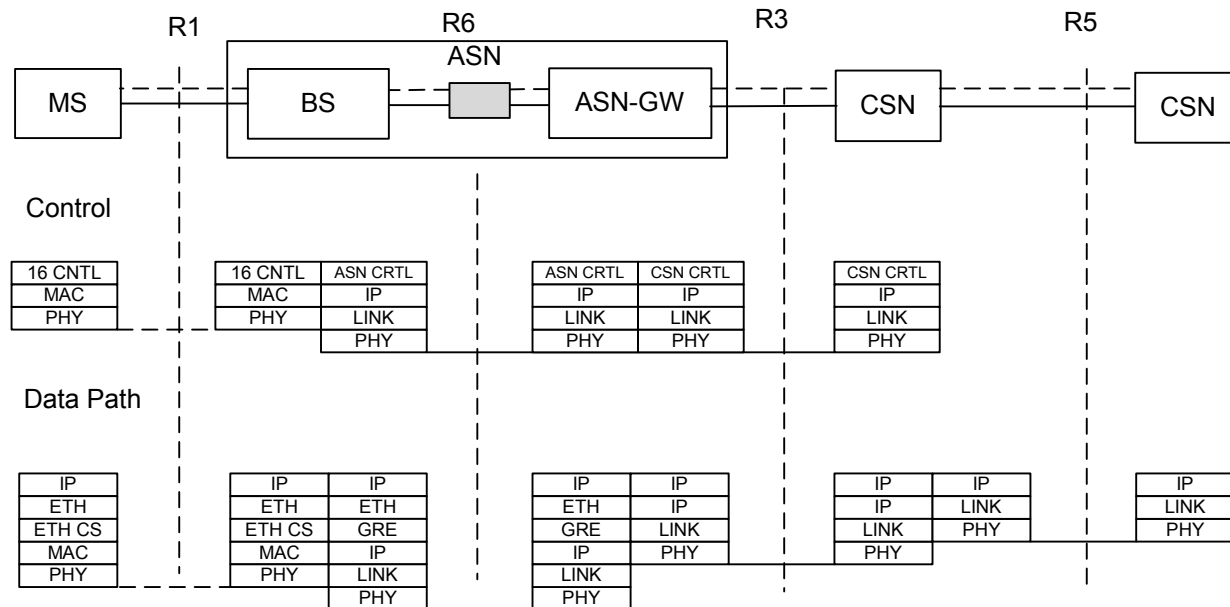 R1 R6 R3 R5
ASN
MS BS ASN-GW CSN CSN
Control
16 CNTL 16 CNTL ASN CRTL ASN CRTL CSN CRTL CSN CRTL
MAC MAC IP IP IP IP
PHY PHY LINK LINK LINK LINK
PHY PHY PHY PHY
Data Path
IP IP IP IP IP IP IP IP
ETH ETH ETH ETH IP IP LINK LINK
ETH CS ETH CS GRE GRE LINK LINK PHY PHY
MAC MAC IP IP PHY PHY
PHY PHY LINK LINK
PHY PHY